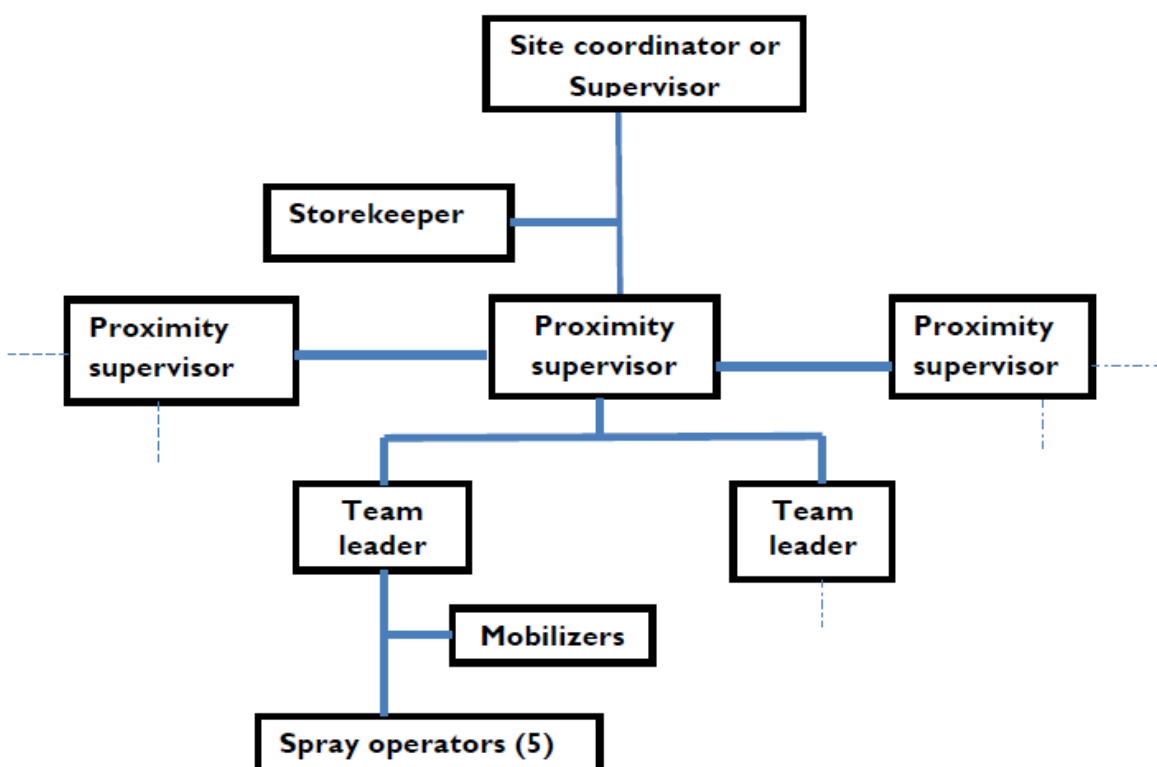 Site coordinator or
Supervisor
Storekeeper
Proximity
supervisor
Proximity
supervisor
Proximity
supervisor
Team
leader
Team
leader
Mobilizers
Spray operators (5)